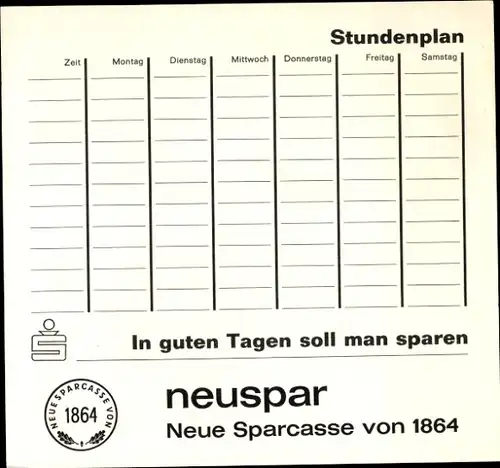 Stundenplan
Zeit Montag Dienstag Mittwoch Donnerstag Freitag Samstag
In guten Tagen soll man sparen
NEUE SPARCASSE VON
1864
neuspar
Neue Sparcasse von 1864